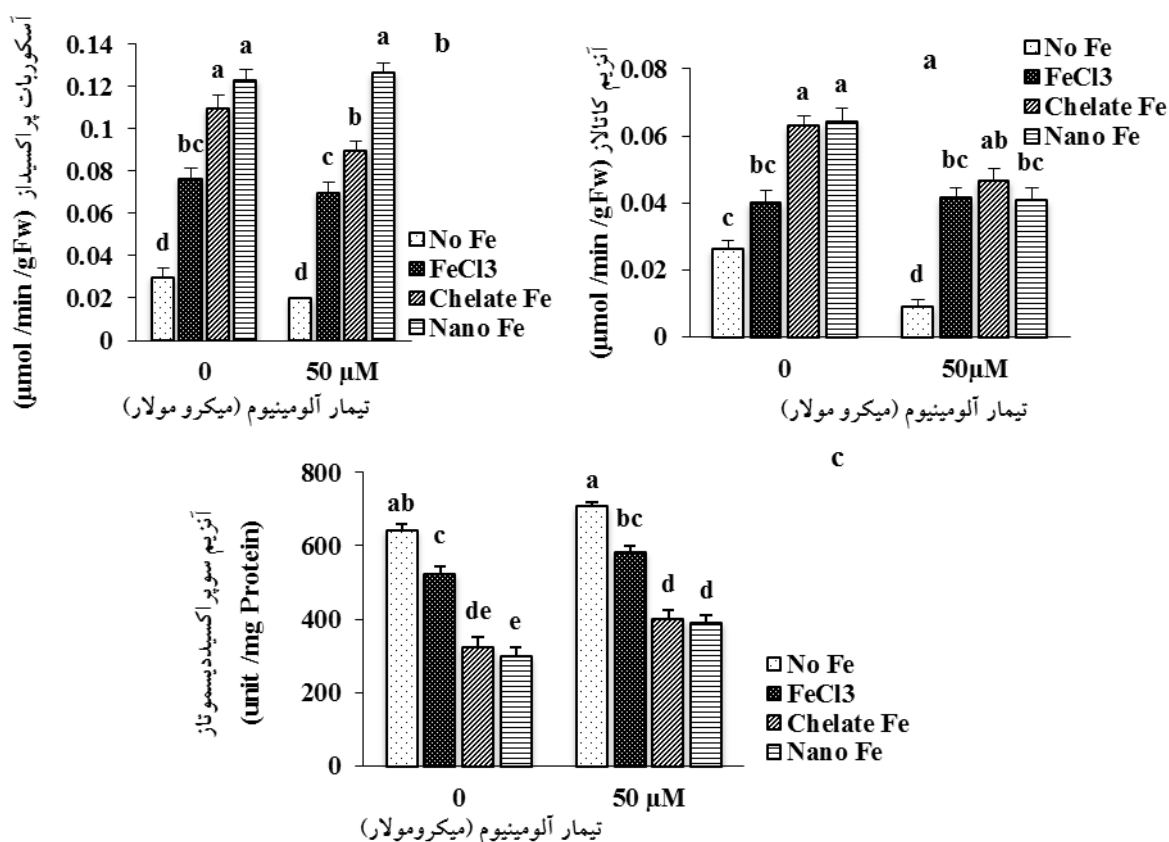 b
آسکوربات پراکسیداز
(µmol /min /gFw)
0.14
0.12
0.1
0.08
0.06
0.04
0.02
0
d
bc
a
a
d
c
b
a
No Fe
FeCl3
Chelate Fe
Nano Fe
0
50 µM
تیمار آلومینیوم (میکرو مولار)
a
آنزیم کاتالاز
(µmol /min /gFw)
0.08
0.06
0.04
0.02
0
c
bc
a
a
d
bc
ab
bc
No Fe
FeCl3
Chelate Fe
Nano Fe
0
50µM
تیمار آلومینیوم (میکرو مولار)
c
آنزیم سوپراکسیددیسموتاز
(unit /mg Protein)
800
600
400
200
0
ab
c
de
e
a
bc
d
d
No Fe
FeCl3
Chelate Fe
Nano Fe
0
50 µM
تیمار آلومینیوم (میکرومولار)